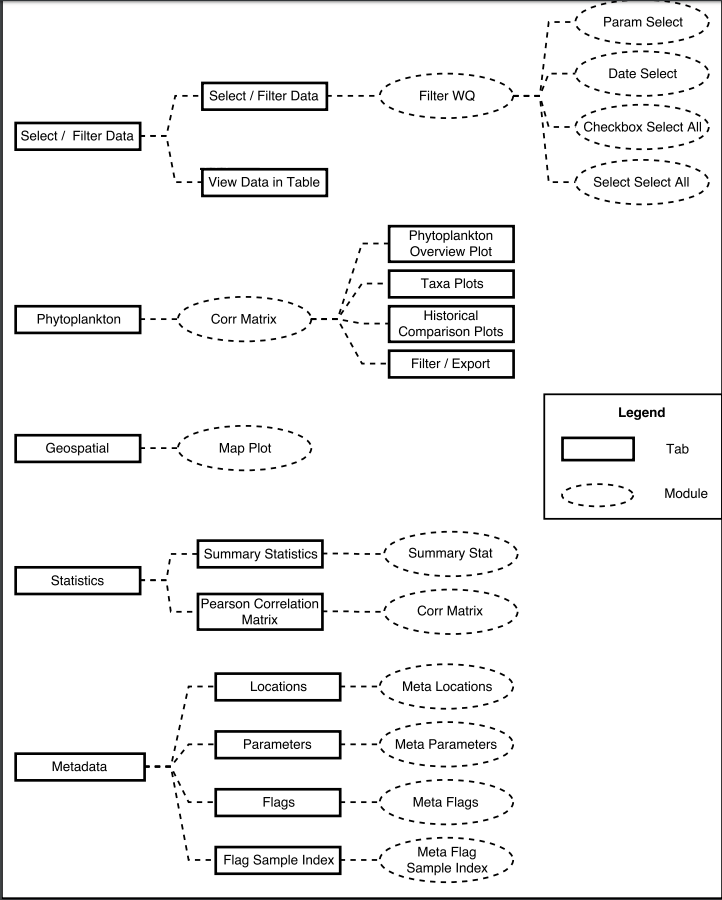 Param Select
Date Select
Checkbox Select All
Select Select All
Select / Filter Data
Filter WQ
Select /  Filter Data
View Data in Table
Phytoplankton
Overview Plot
Taxa Plots
Historical
Comparison Plots
Filter / Export
Phytoplankton
Corr Matrix
Geospatial
Map Plot
Legend
Tab
Module
Statistics
Summary Statistics
Summary Stat
Pearson Correlation
Matrix
Corr Matrix
Metadata
Locations
Meta Locations
Parameters
Meta Parameters
Flags
Meta Flags
Flag Sample Index
Meta Flag
Sample Index